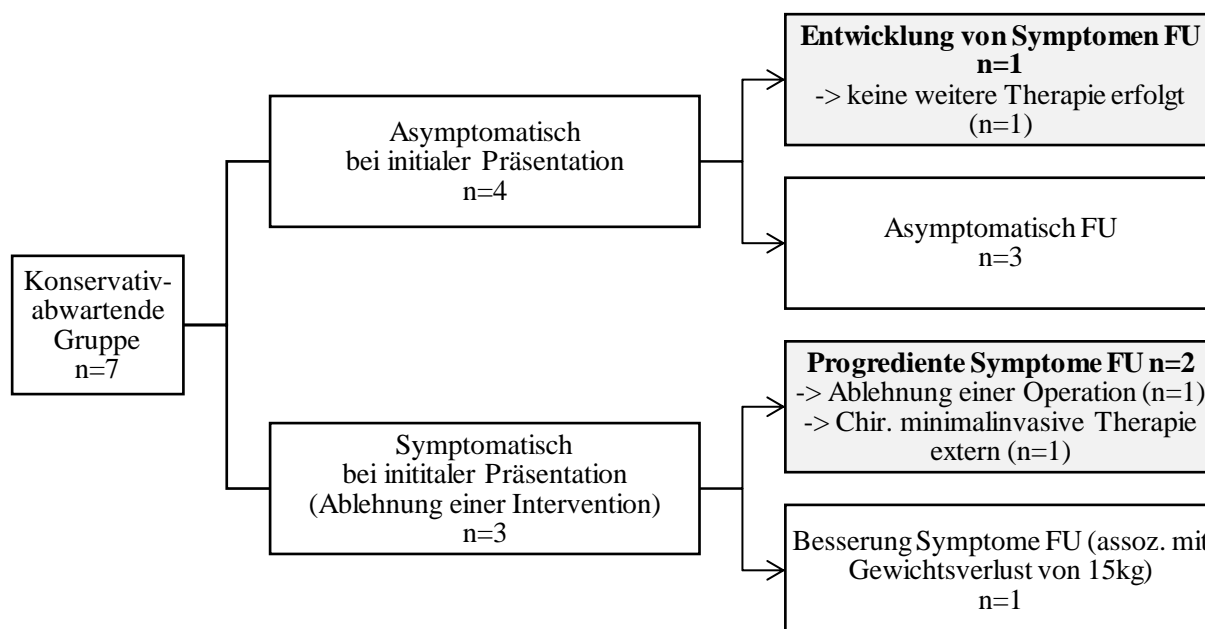 Konservativ-
abwartende
Gruppe
n=7
Asymptomatisch
bei initialer Präsentation
n=4
Symptomatisch
bei inititaler Präsentation
(Ablehnung einer Intervention)
n=3
Entwicklung von Symptomen FU
n=1
-> keine weitere Therapie erfolgt
(n=1)
Asymptomatisch FU
n=3
Progrediente Symptome FU n=2
-> Ablehnung einer Operation (n=1)
-> Chir. minimalinvasive Therapie
extern (n=1)
Besserung Symptome FU (assoz. mit
Gewichtsverlust von 15kg)
n=1